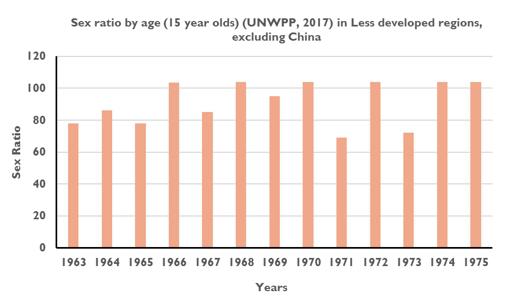 Sex ratio by age (15 year olds) (UNWPP, 2017) in Less developed regions,
excluding China
120
100
80
60
40
20
0
Sex Ratio
1963 1964 1965 1966 1967 1968 1969 1970 1971 1972 1973 1974 1975
Years